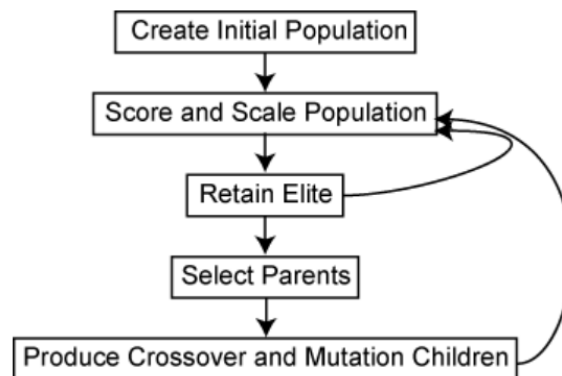 Create Initial Population
Score and Scale Population
Retain Elite
Select Parents
Produce Crossover and Mutation Children